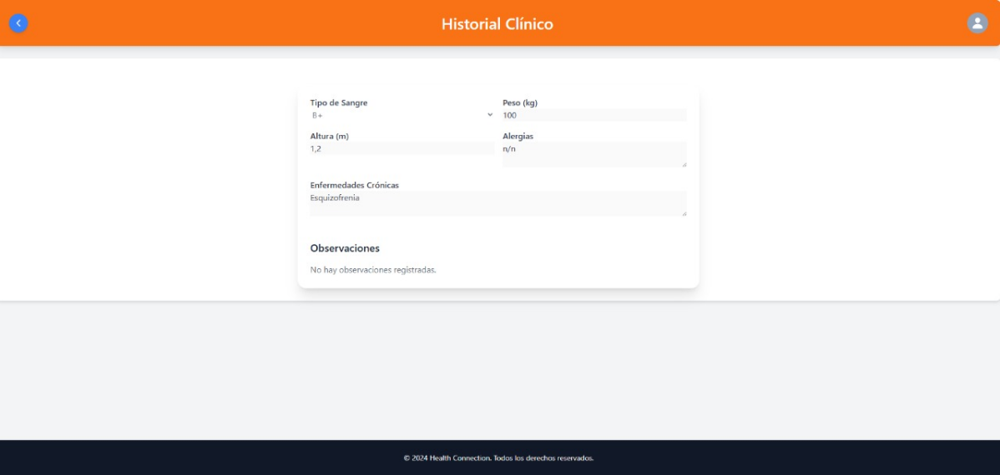 Historial Clínico
Tipo de Sangre
B+
Peso (kg)
100
Altura (m)
1,2
Alergias
n/n
Enfermedades Crónicas
Esquizofrenia
Observaciones
No hay observaciones registradas.
© 2024 Health Connection. Todos los derechos reservados.